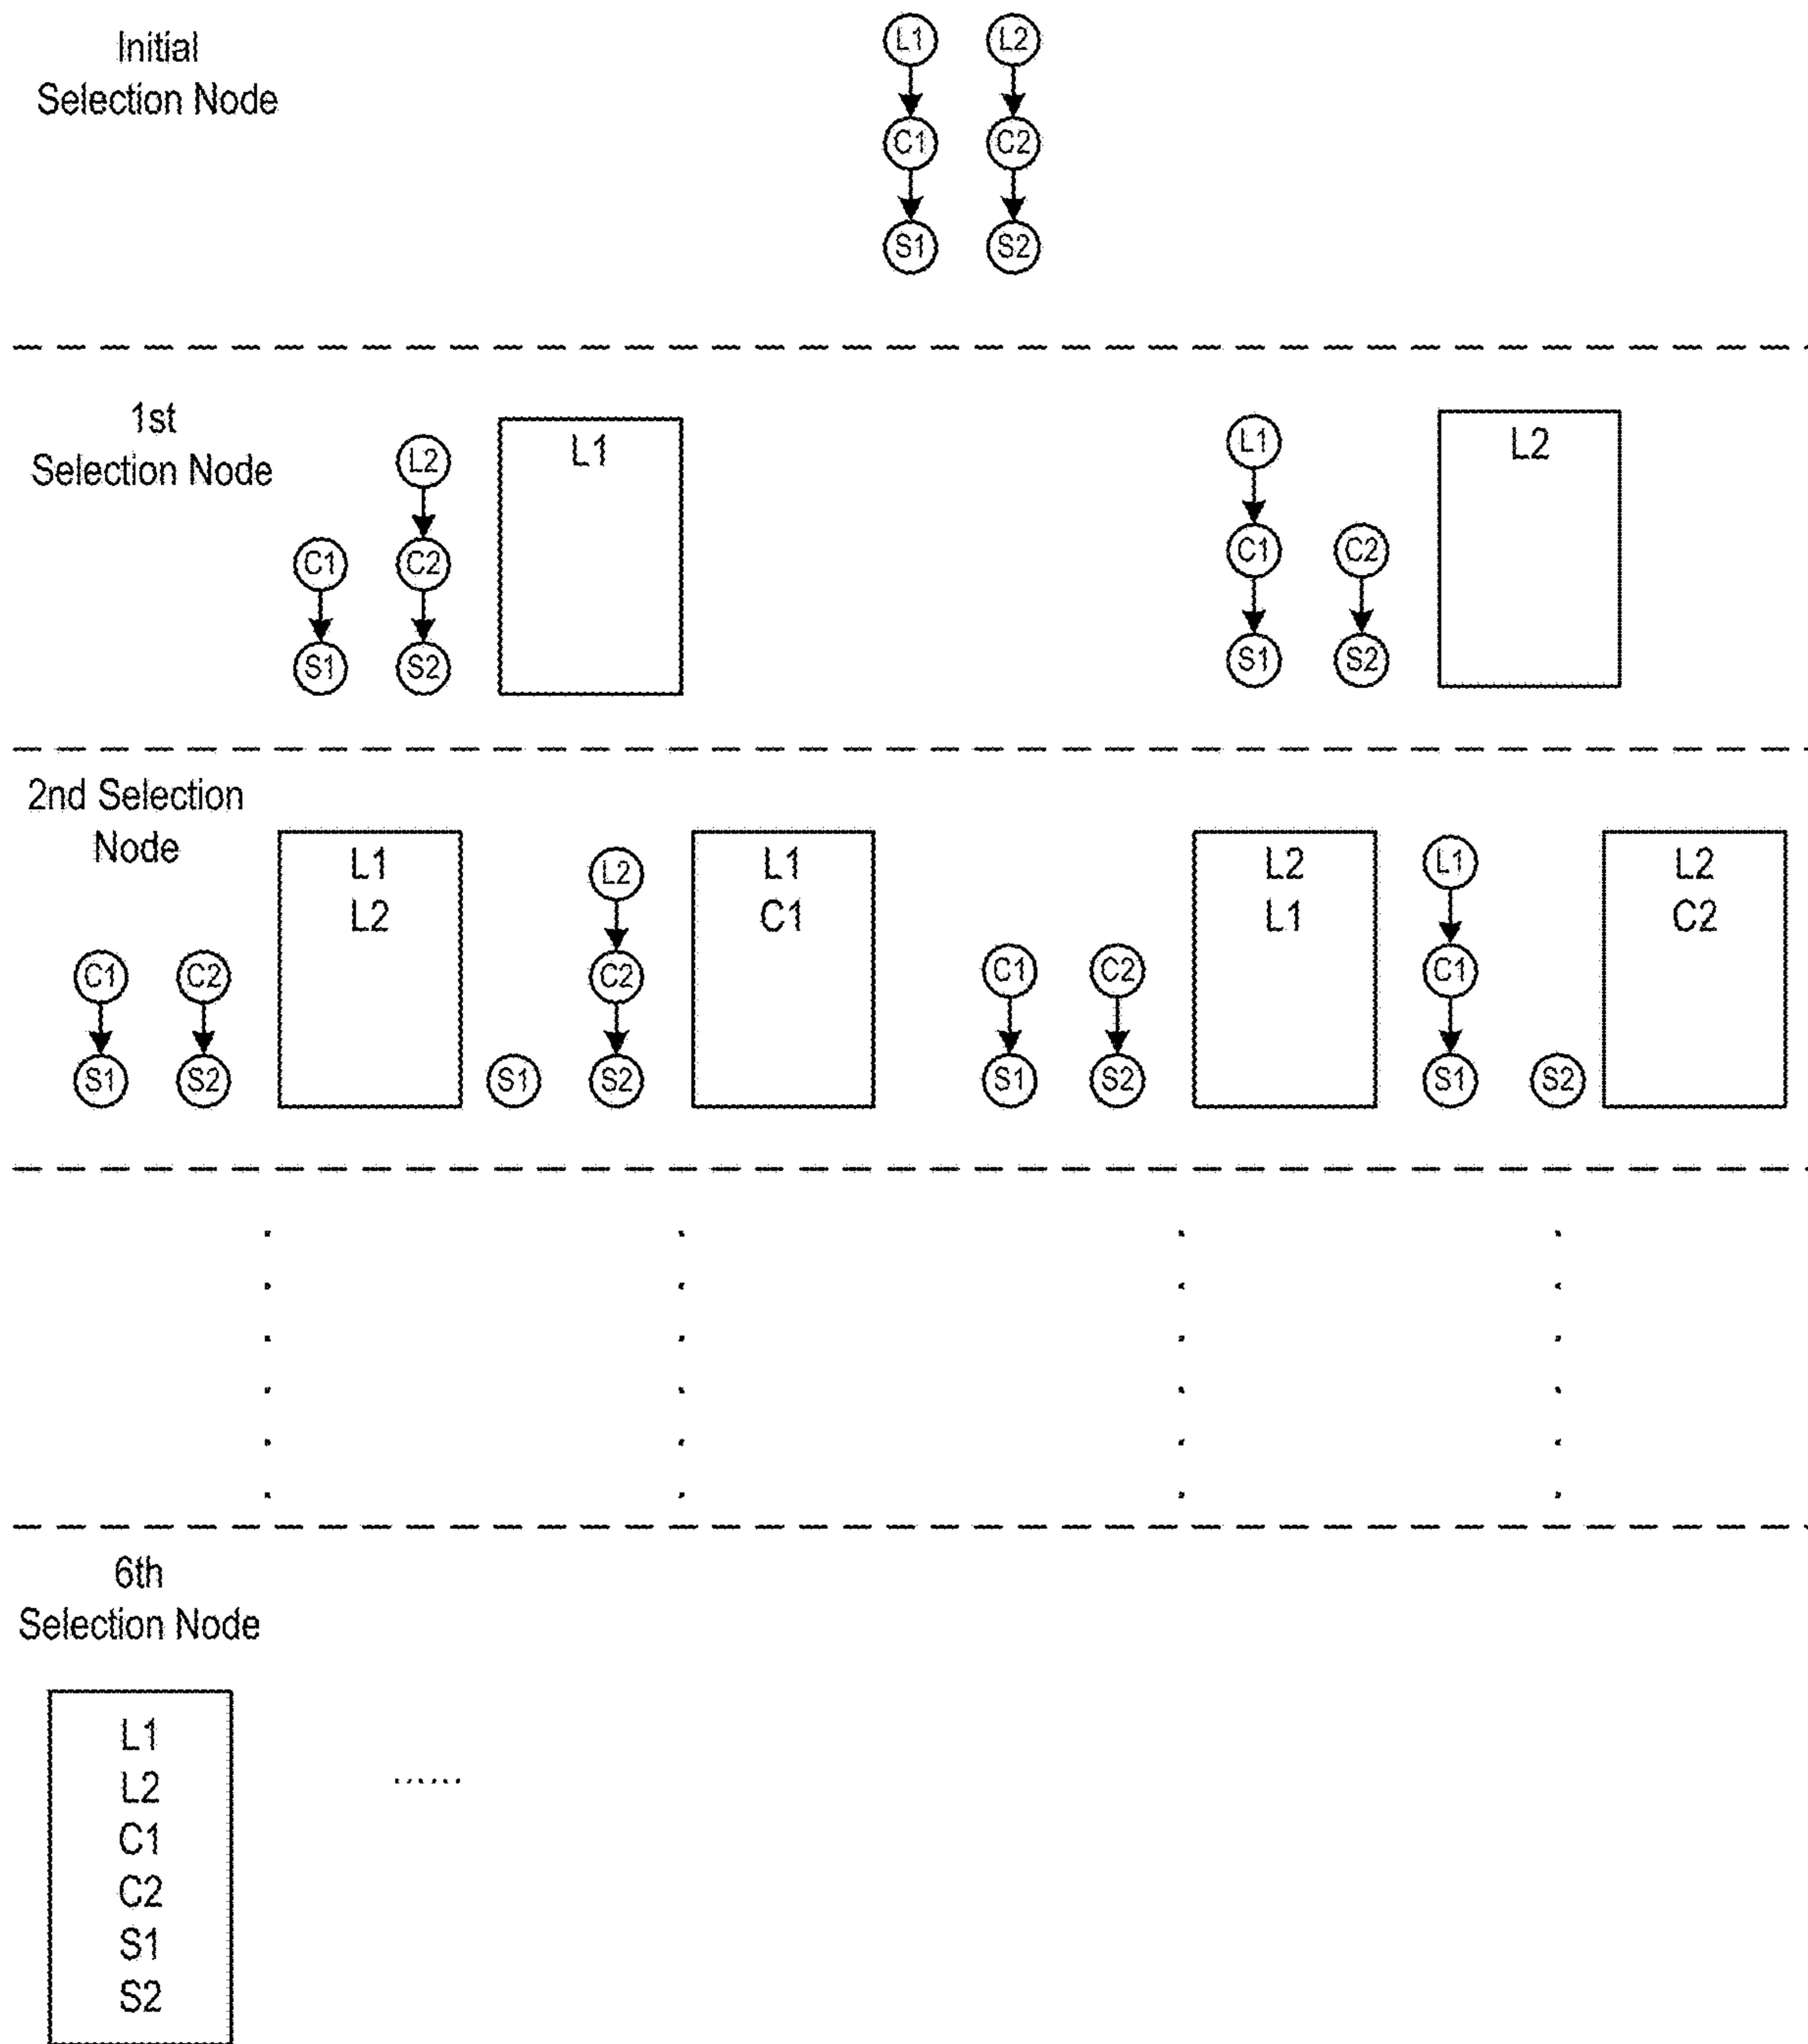 Initial
Selection Node
L1 L2
C1 C2
S1 S2
1st
Selection Node
L2 L1
C1 C2
S1 S2
L1 L2
C1 C2
S1 S2
2nd Selection
Node
L1
L2
C1 C2
S1 S2
L2
L1
C1
C2
S1 S2
L2
L1
C1 C2
S1 S2
L1
L2
C2
C1
S1 S2
6th
Selection Node
L1
L2
C1
C2
S1
S2
......